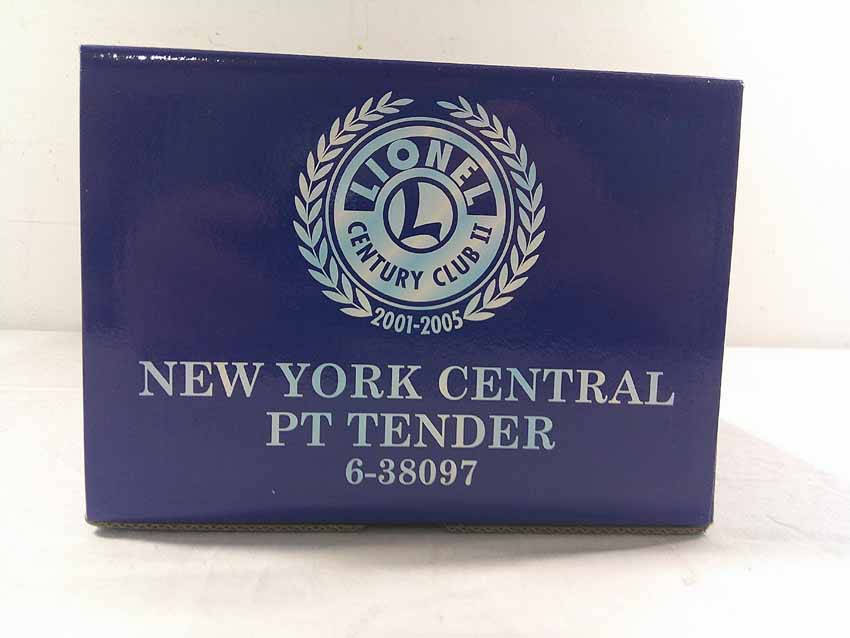 LIONEL
L
CENTURY CLUB II
2001-2005
NEW YORK CENTRAL
PT TENDER
6-38097